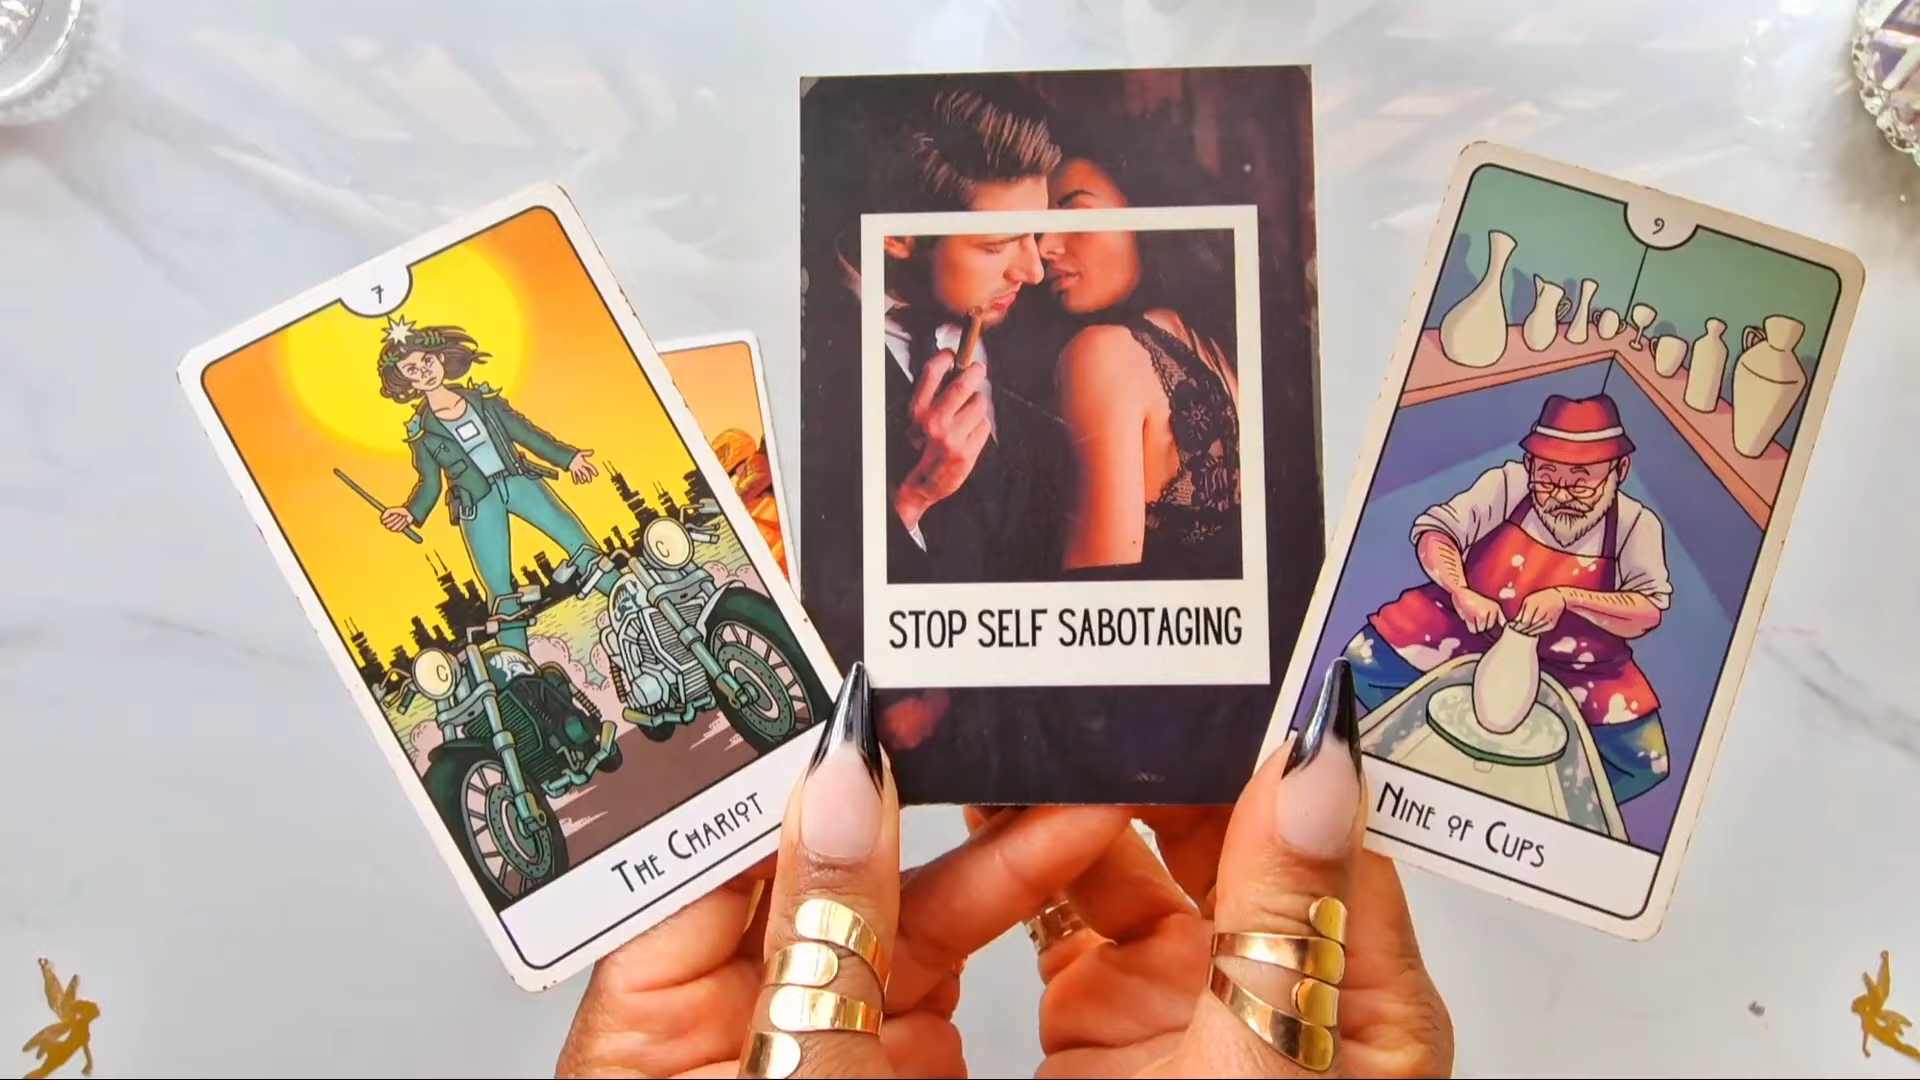 7
THE CHARIOT
STOP SELF SABOTAGING
9
NINE OF CUPS
C
C